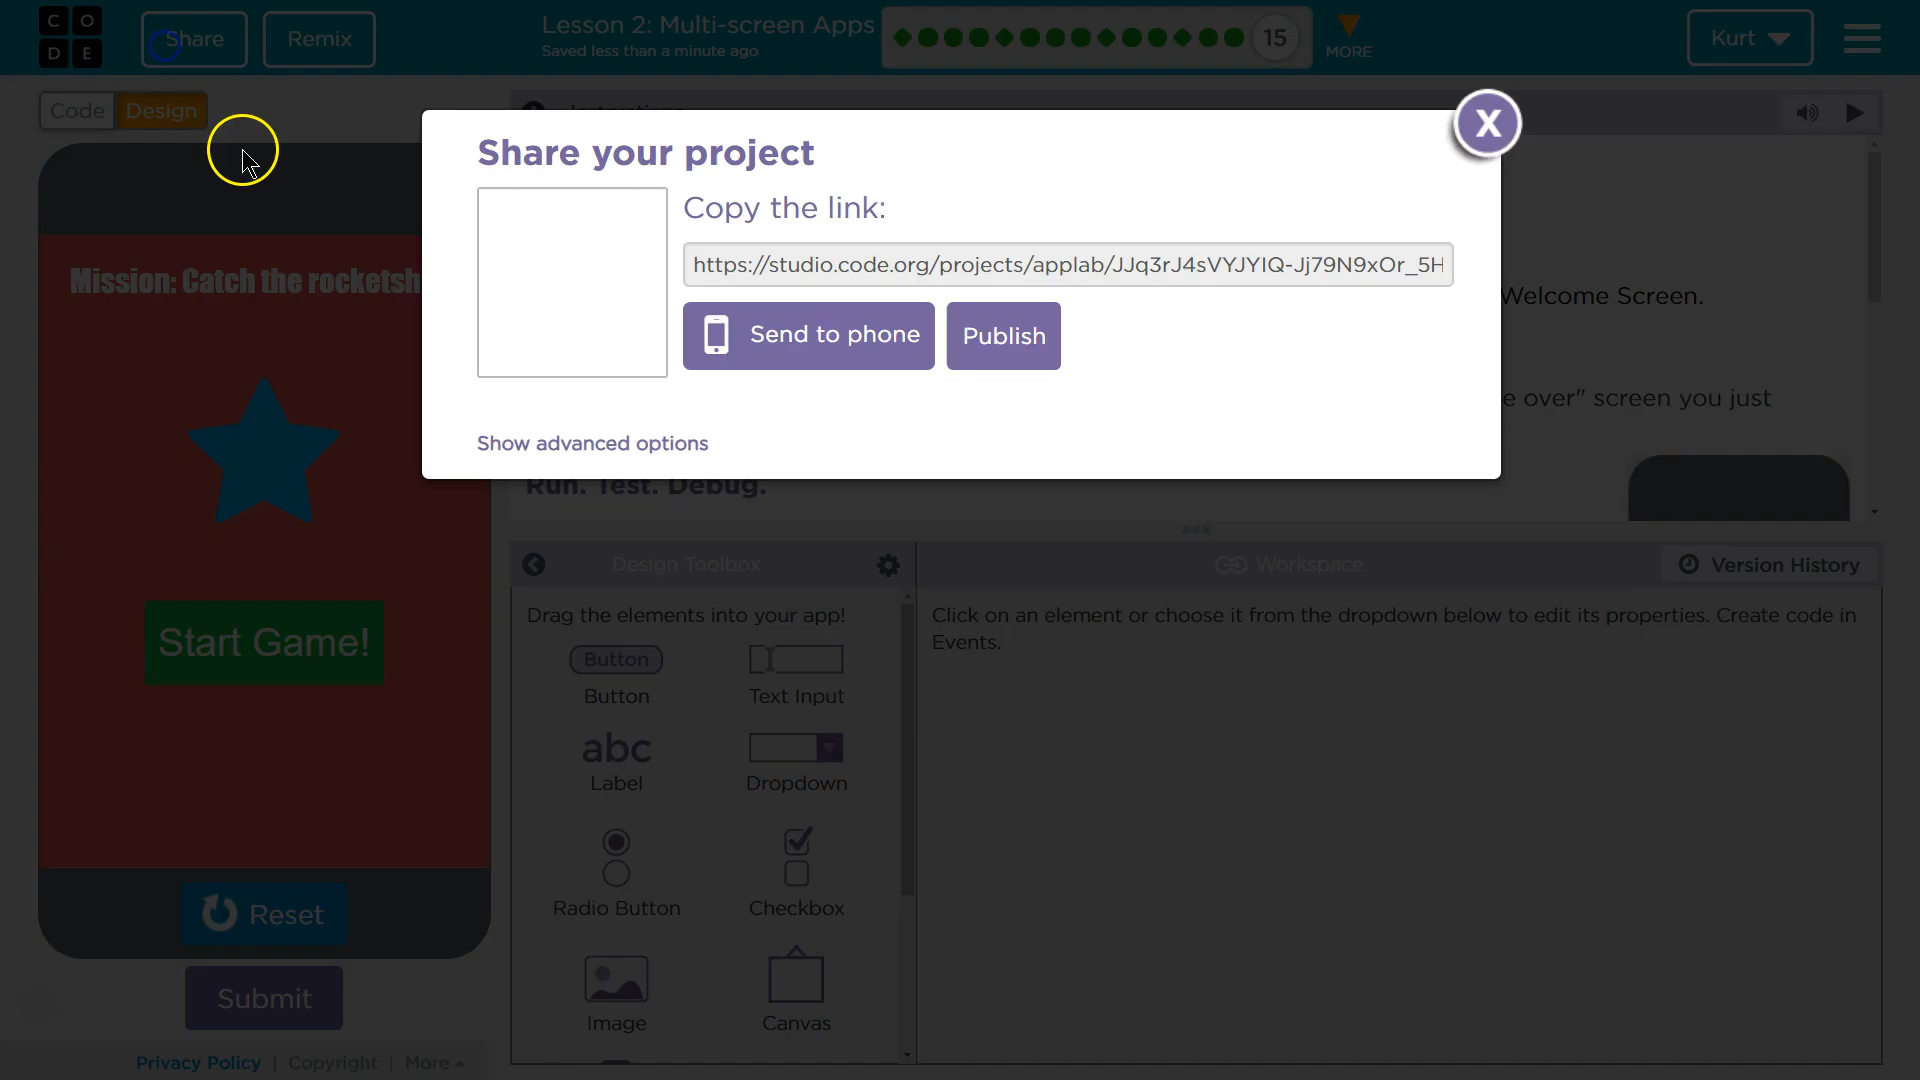 C O
D E
Share
Remix
Lesson 2: Multi-screen Apps
Saved less than a minute ago
15
MORE
Kurt
Code
Design
Share your project
X
Copy the link:
https://studio.code.org/projects/applab/JJq3rJ4sVYJYIQ-Jj79N9xOr_5H
Send to phone
Publish
Show advanced options
Mission: Catch the rocketsh
Welcome Screen.
e over" screen you just
Run. Test. Debug.
Start Game!
Reset
Submit
Design Toolbox
Workspace
Version History
Drag the elements into your app!
Click on an element or choose it from the dropdown below to edit its properties. Create code in
Events.
Button
Button
Text Input
abc
Label
Dropdown
Radio Button
Checkbox
Image
Canvas
Privacy Policy | Copyright | More